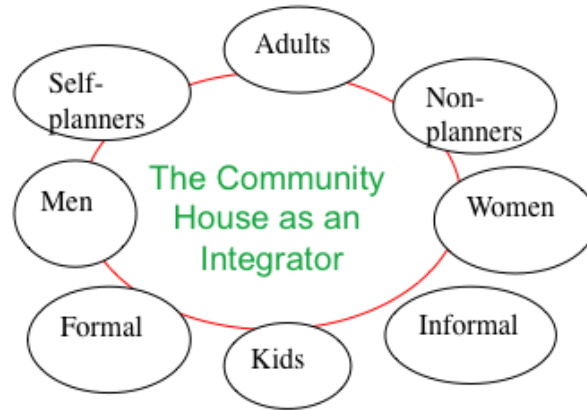 Adults
Self-
planners
Non-
planners
Men
The Community
House as an
Integrator
Women
Formal
Kids
Informal